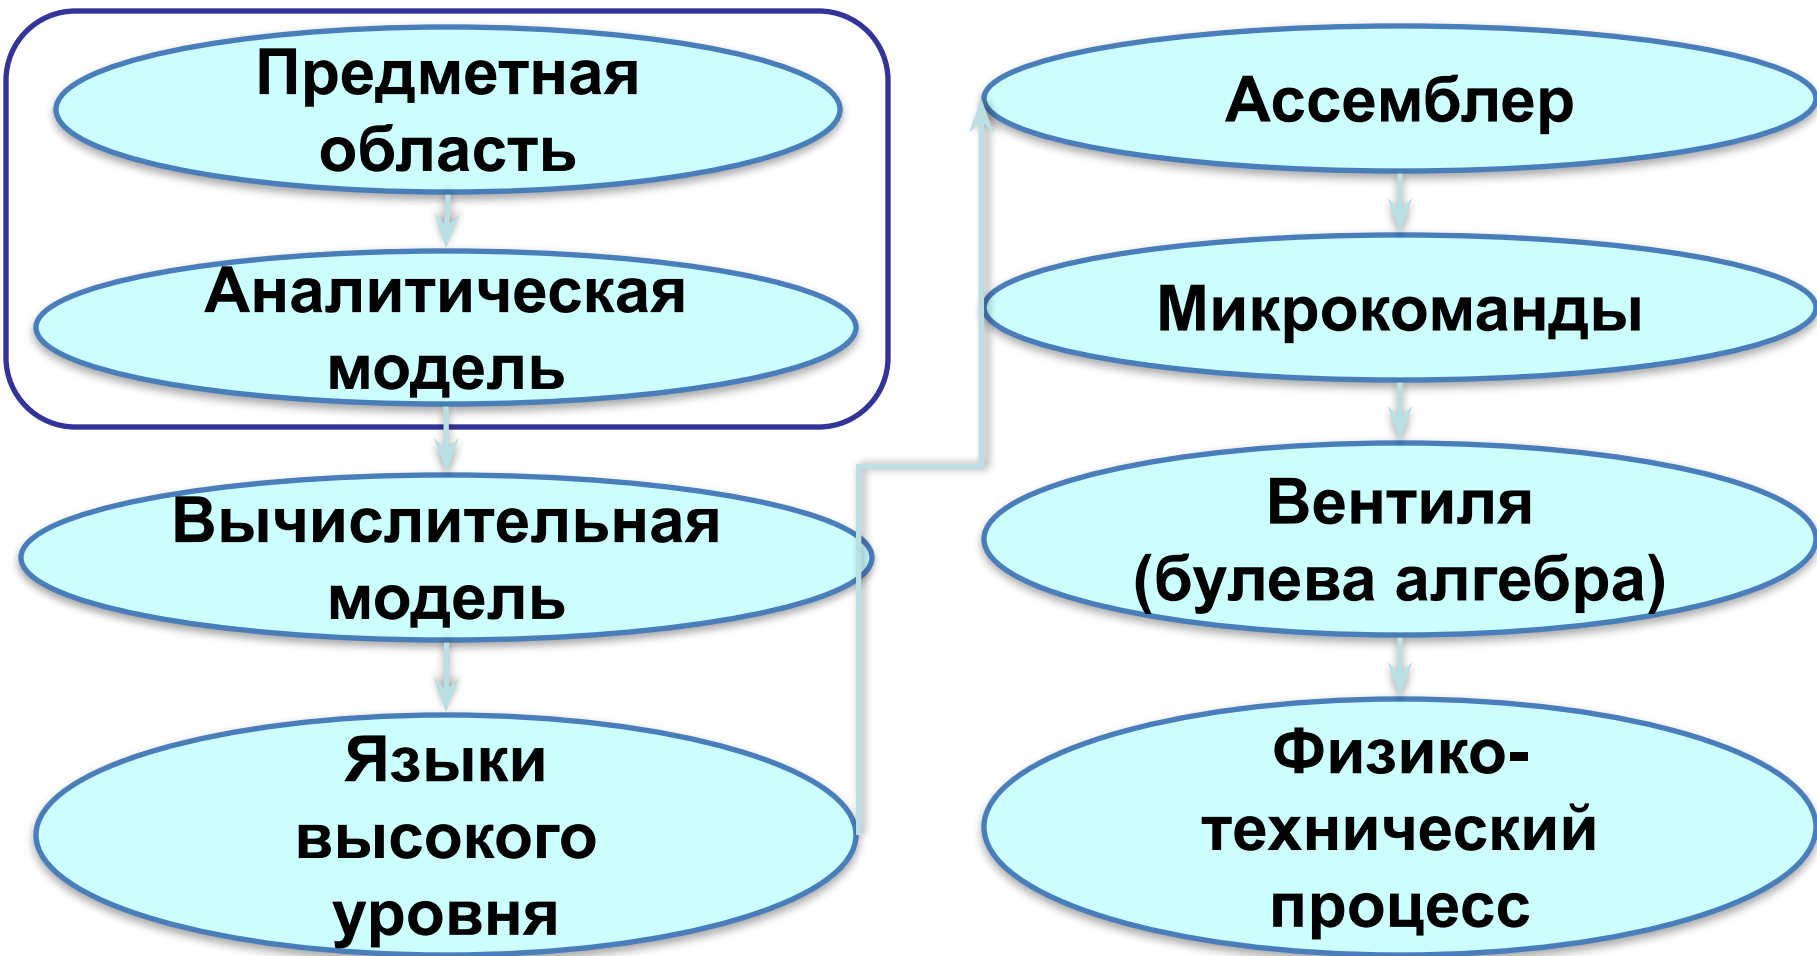 Предметная
область
Аналитическая
модель
Вычислительная
модель
Языки
высокого
уровня
Ассемблер
Микрокоманды
Вентиля
(булева алгебра)
Физико-
технический
процесс